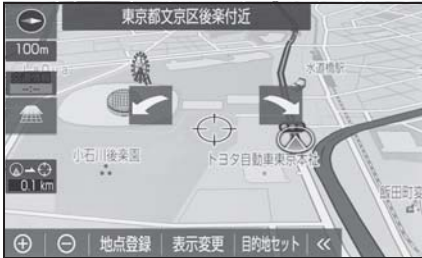 東京都文京区後楽付近
100m
水道橋駅
小石川後楽園
トヨタ自動車東京本社
飯田町変
0.1 km
地点登録 表示変更 目的地セット «